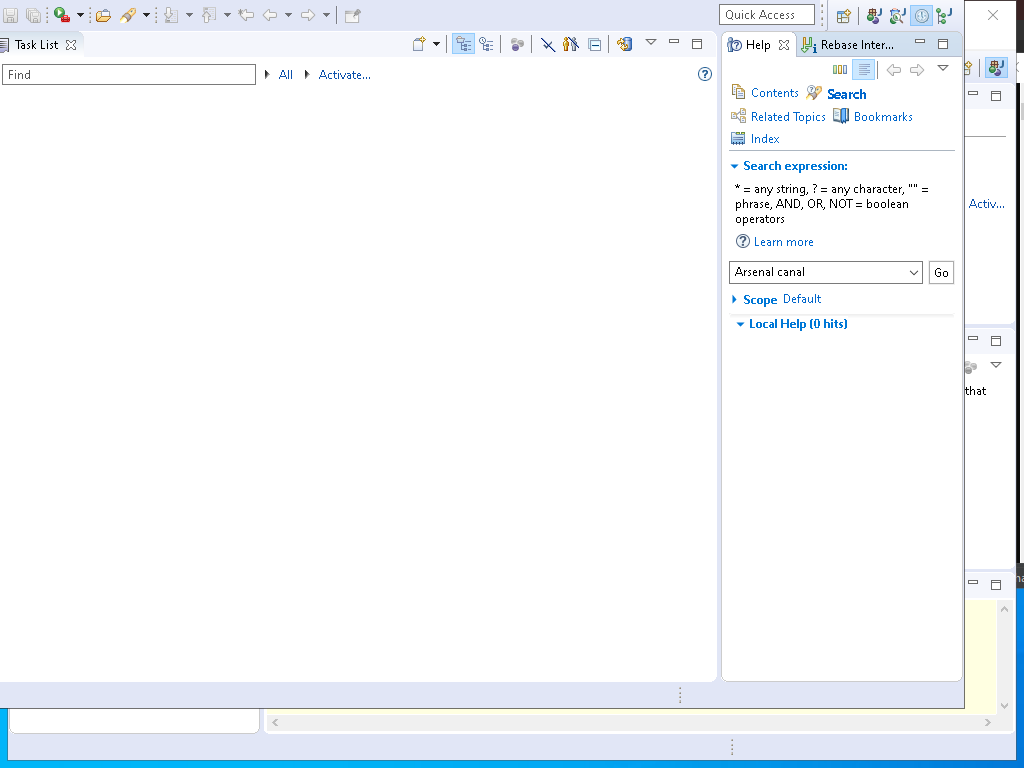 Quick Access
Task List
Help
Rebase Inter...
Find
All
Activate...
Contents
Search
Related Topics
Bookmarks
Index
Search expression:
* = any string, ? = any character, "" =
phrase, AND, OR, NOT = boolean
operators
Learn more
Arsenal canal
Go
Scope Default
Local Help (0 hits)
Activ...
that